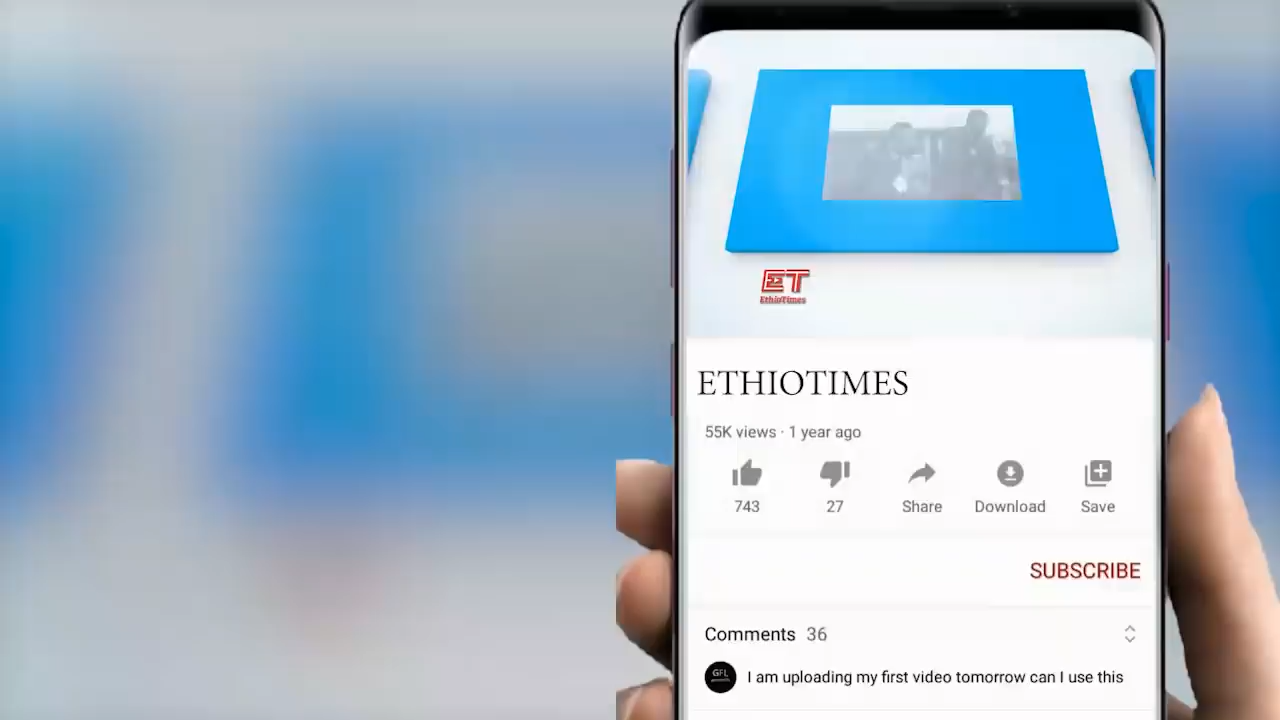 ET
EthioTimes
ETHIOTIMES
55K views · 1 year ago
743 27 Share Download Save
SUBSCRIBE
Comments 36
GFL
I am uploading my first video tomorrow can I use this